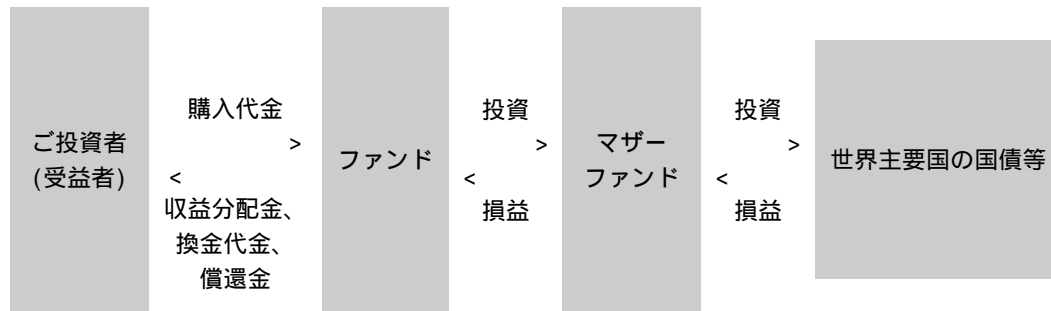 ご投資者
(受益者)
購入代金
>
<
収益分配金、
換金代金、
償還金
ファンド
投資
>
<
損益
マザー
ファンド
投資
>
<
損益
世界主要国の国債等